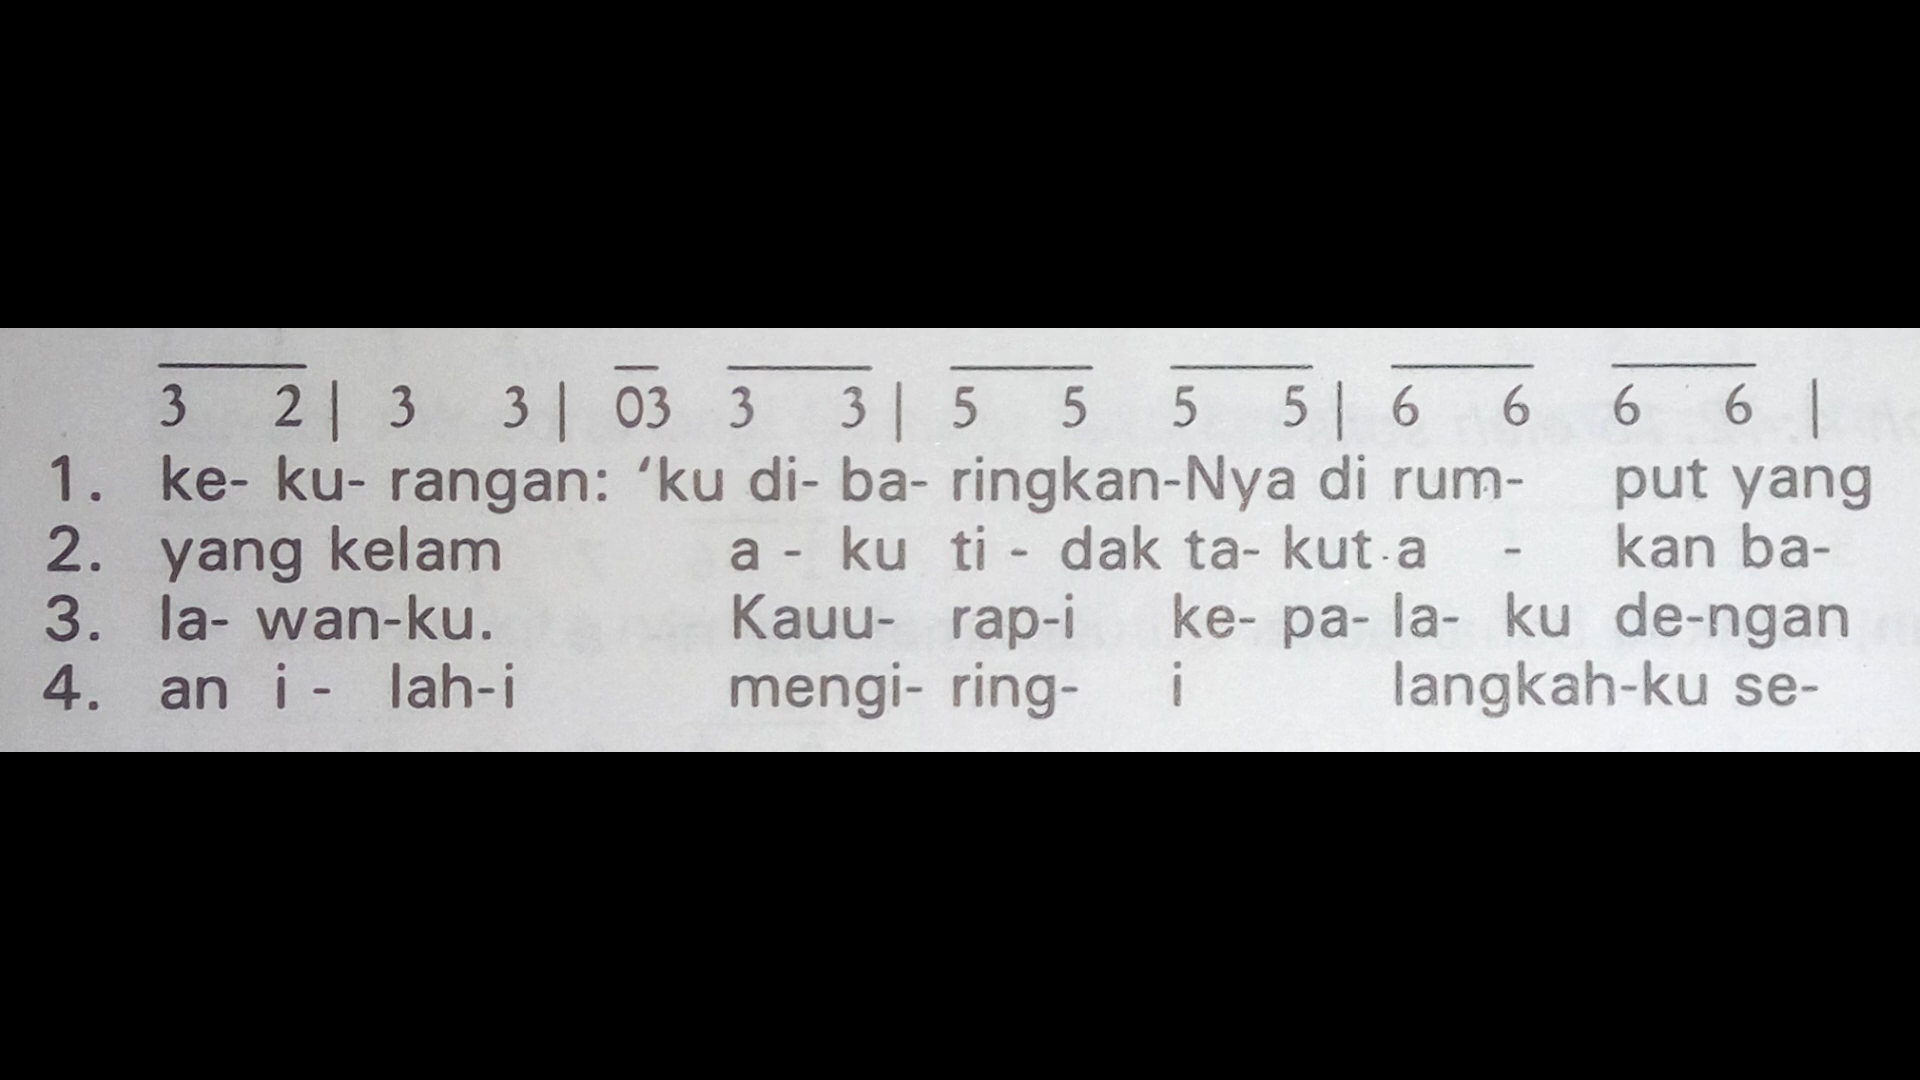 3 2 | 3 3 | 03 3 3 | 5 5 5 5 | 6 6 6 6 |
1. ke- ku- rangan: ‘ku di- ba- ringkan-Nya di rum- put yang
2. yang kelam a - ku ti - dak ta- kut a - kan ba-
3. la- wan-ku. Kauu- rap-i ke- pa- la- ku de-ngan
4. an i - lah-i mengi- ring- i langkah-ku se-